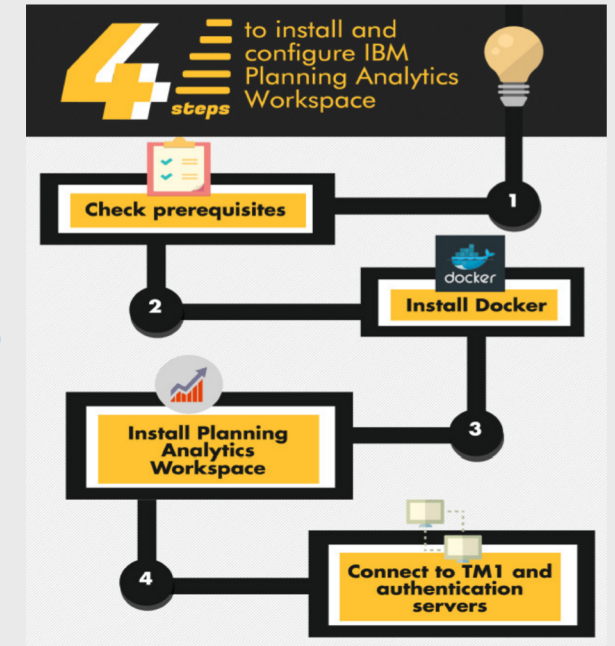 4 steps
to install and
configure IBM
Planning Analytics
Workspace
1
Check prerequisites
2
docker
Install Docker
3
Install Planning
Analytics
Workspace
4
Connect to TM1 and
authentication
servers